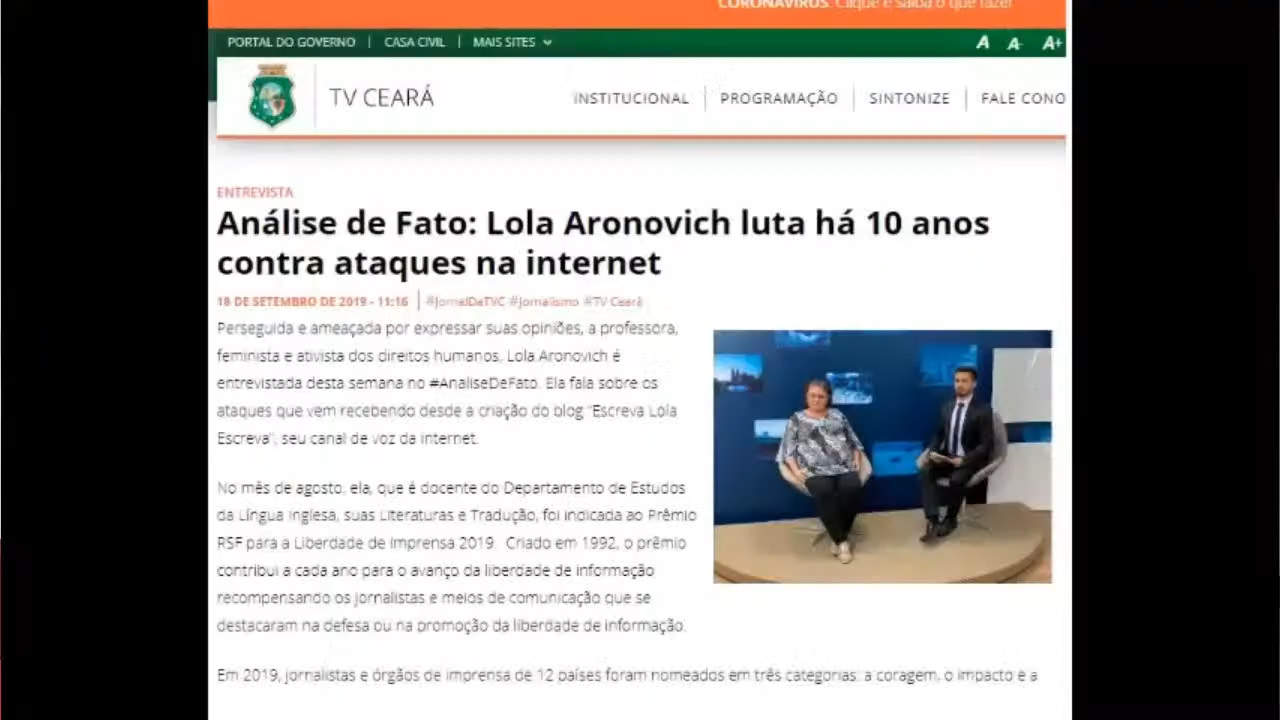 CORONAVÍRUS: Clique e saiba o que fazer
PORTAL DO GOVERNO | CASA CIVIL | MAIS SITES
A A- A+
TV CEARÁ
INSTITUCIONAL | PROGRAMAÇÃO | SINTONIZE | FALE CONO
ENTREVISTA
Análise de Fato: Lola Aronovich luta há 10 anos
contra ataques na internet
18 DE SETEMBRO DE 2019 - 11:16 | #JornalDaTVC #Jornalismo #TV Ceará
Perseguida e ameaçada por expressar suas opiniões, a professora,
feminista e ativista dos direitos humanos, Lola Aronovich é
entrevistada desta semana no #AnaliseDeFato. Ela fala sobre os
ataques que vem recebendo desde a criação do blog "Escreva Lola
Escreva", seu canal de voz da internet.
No mês de agosto, ela, que é docente do Departamento de Estudos
da Língua Inglesa, suas Literaturas e Tradução, foi indicada ao Prêmio
RSF para a Liberdade de Imprensa 2019. Criado em 1992, o prêmio
contribui a cada ano para o avanço da liberdade de informação
recompensando os jornalistas e meios de comunicação que se
destacaram na defesa ou na promoção da liberdade de informação.
Em 2019, jornalistas e órgãos de imprensa de 12 países foram nomeados em três categorias: a coragem, o impacto e a